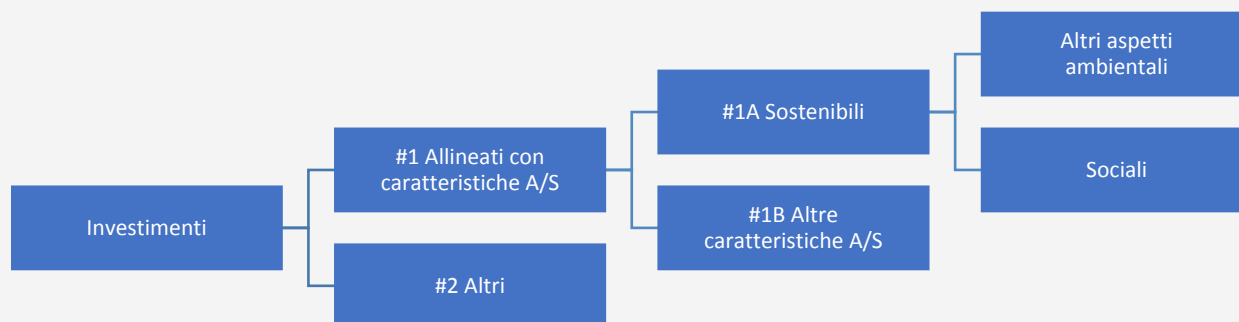 Investimenti
#1 Allineati con
caratteristiche A/S
#2 Altri
#1A Sostenibili
#1B Altre
caratteristiche A/S
Altri aspetti
ambientali
Sociali